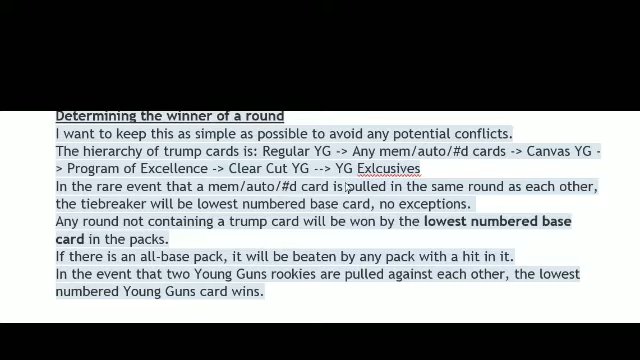 Determining the winner of a round
I want to keep this as simple as possible to avoid any potential conflicts.
The hierarchy of trump cards is: Regular YG -> Any mem/auto/#d cards -> Canvas YG -
> Program of Excellence -> Clear Cut YG --> YG Exlcusives
In the rare event that a mem/auto/#d card is pulled in the same round as each other,
the tiebreaker will be lowest numbered base card, no exceptions.
Any round not containing a trump card will be won by the lowest numbered base
card in the packs.
If there is an all-base pack, it will be beaten by any pack with a hit in it.
In the event that two Young Guns rookies are pulled against each other, the lowest
numbered Young Guns card wins.